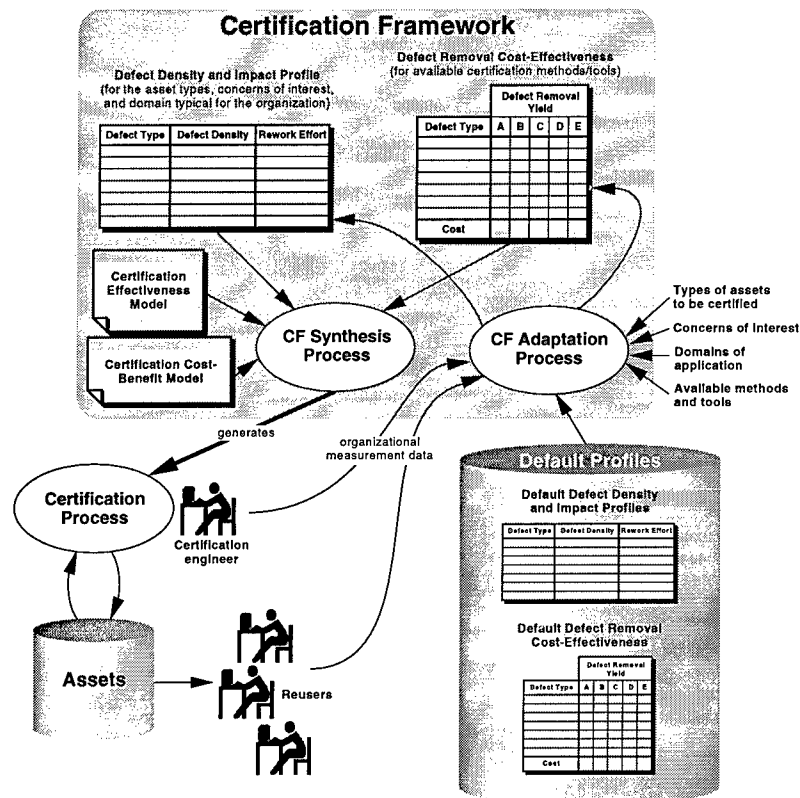 Certification Framework
Defect Density and Impact Profile
(for the asset types, concerns of interest,
and domain typical for the organization)
Defect Type Defect Density Rework Effort
Defect Removal Cost-Effectiveness
(for available certification methods/tools)
Defect Removal
Yield
Defect Type A B C D E
Cost
Certification
Effectiveness
Model
Certification Cost-
Benefit Model
CF Synthesis
Process
CF Adaptation
Process
Types of assets
to be certified
Concerns of Interest
Domains of
application
Available methods
and tools
generates
organizational
measurement data
Certification
Process
Certification
engineer
Assets
Reusers
Default Profiles
Default Defect Density
and Impact Profiles
Defect Type Defect Density Rework Effort
Default Defect Removal
Cost-Effectiveness
Defect Removal
Yield
Defect Type A B C D E
Cost